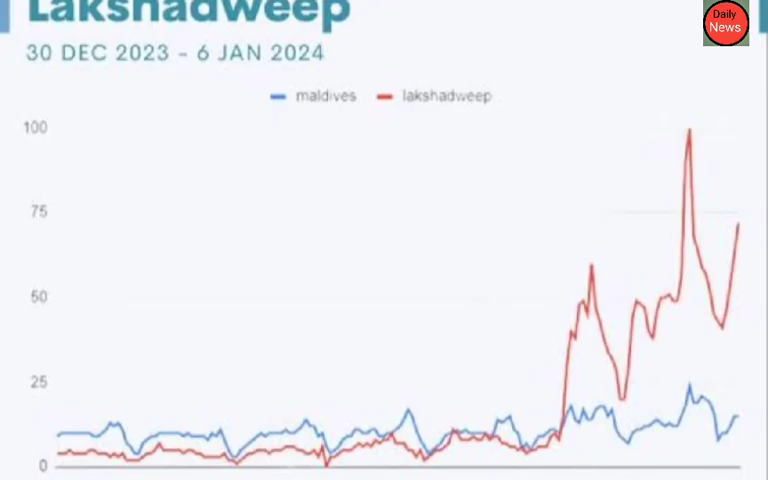 Lakshadweep
Daily
News
30 DEC 2023 - 6 JAN 2024
maldives lakshadweep
100
75
50
25
0